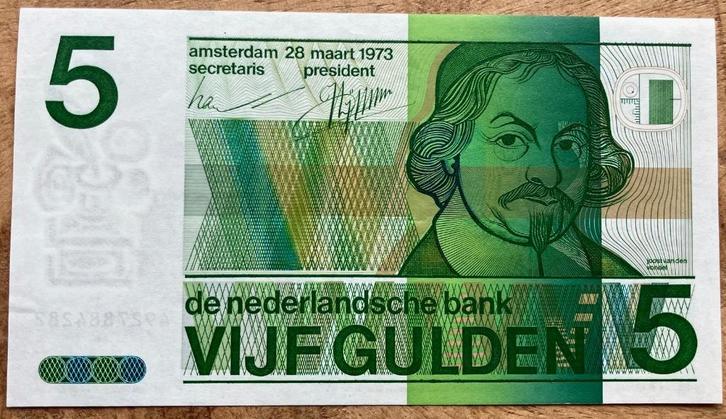 5
amsterdam 28 maart 1973
secretaris president
joost van den
vondel
de nederlandsche bank
VIJF GULDEN 5